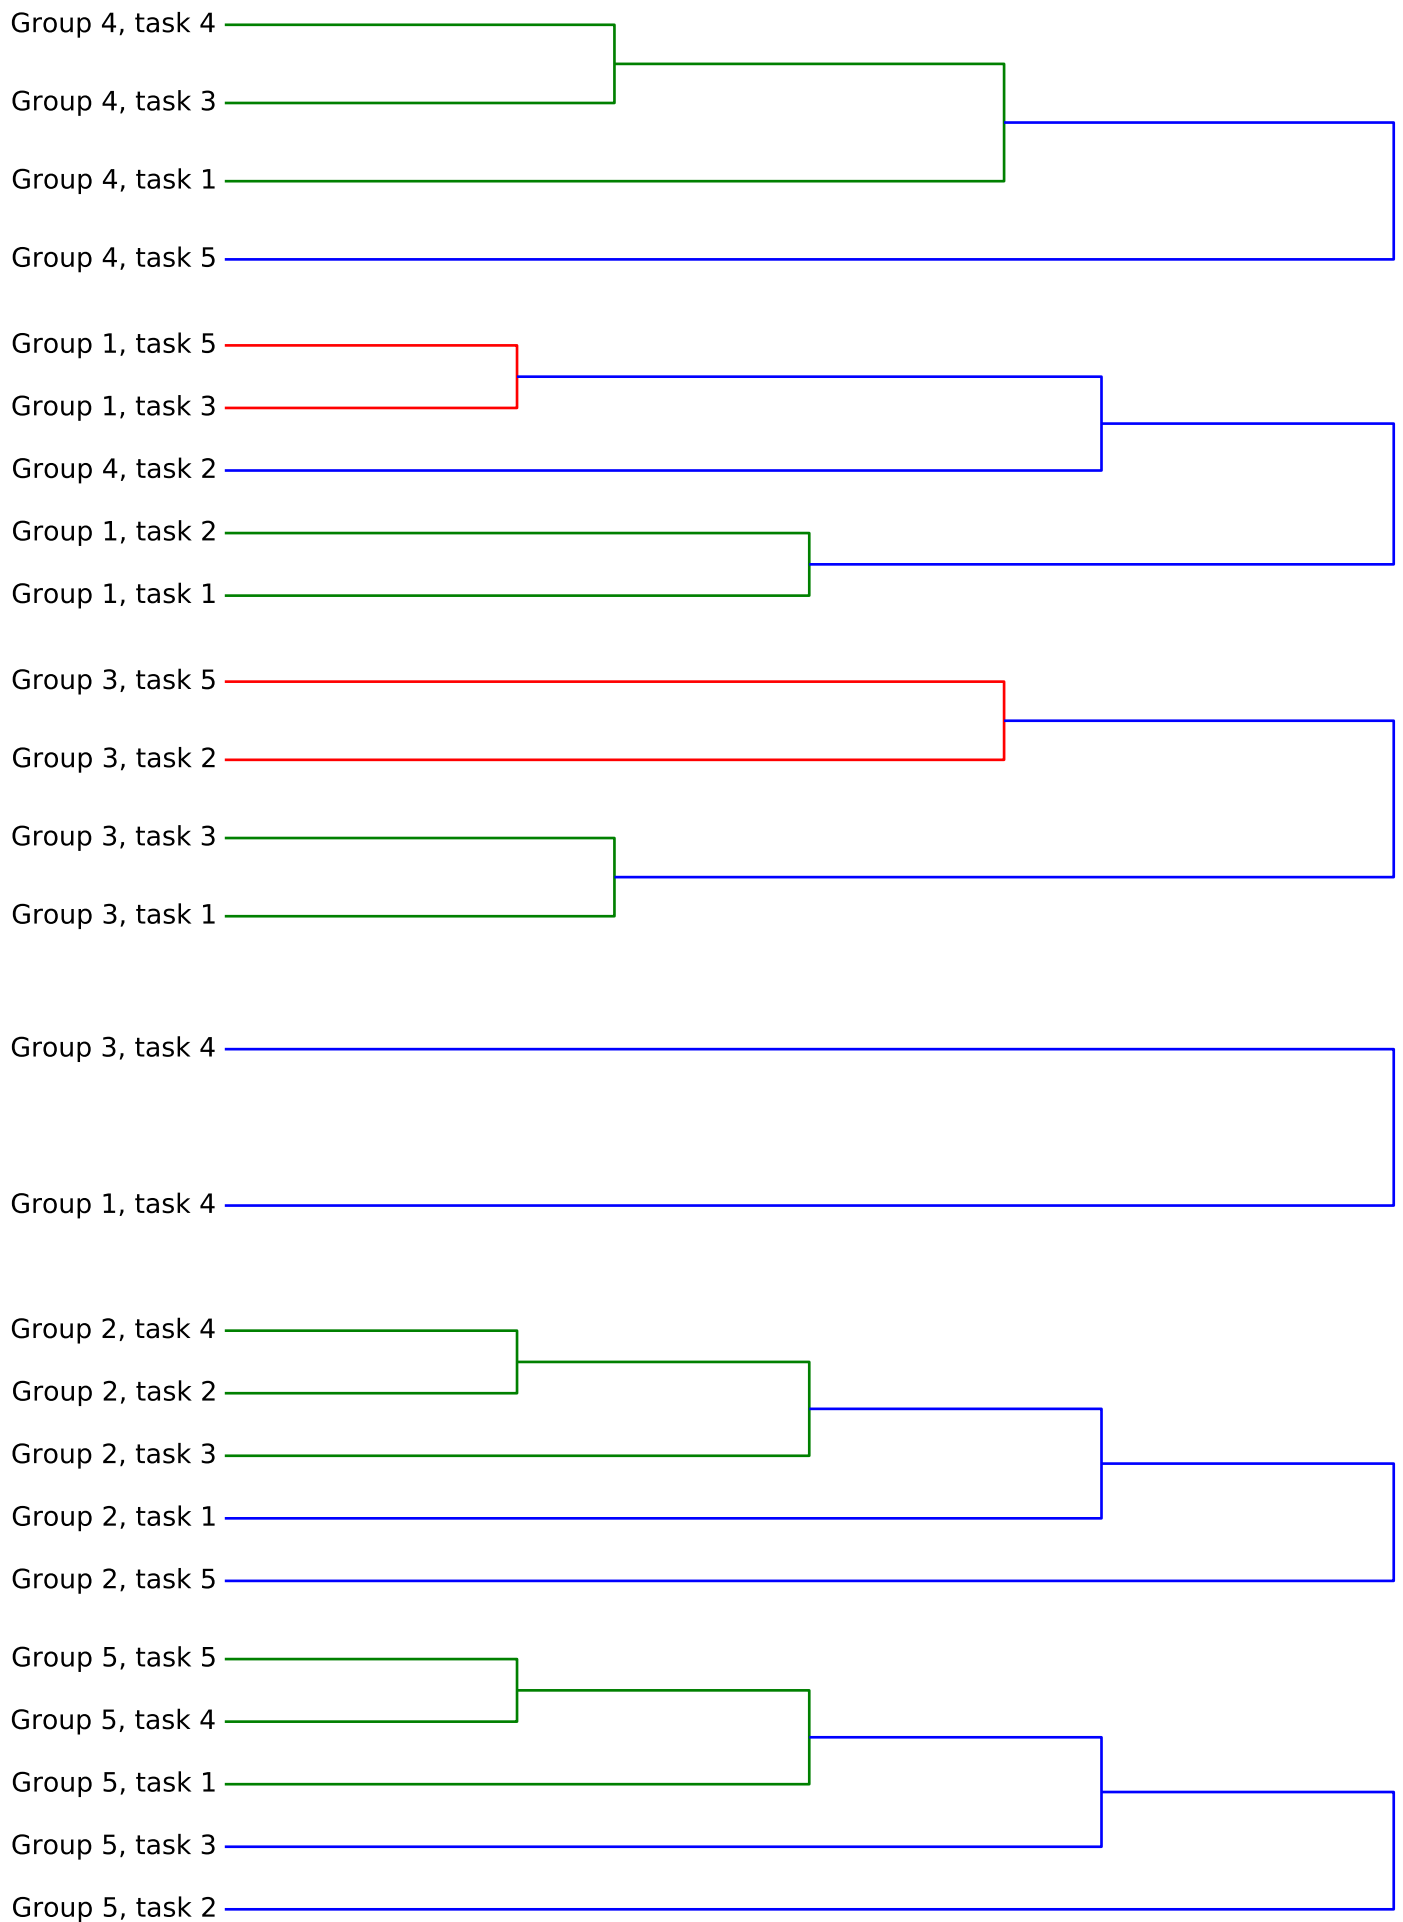 Group 4, task 4
Group 4, task 3
Group 4, task 1
Group 4, task 5
Group 1, task 5
Group 1, task 3
Group 4, task 2
Group 1, task 2
Group 1, task 1
Group 3, task 5
Group 3, task 2
Group 3, task 3
Group 3, task 1
Group 3, task 4
Group 1, task 4
Group 2, task 4
Group 2, task 2
Group 2, task 3
Group 2, task 1
Group 2, task 5
Group 5, task 5
Group 5, task 4
Group 5, task 1
Group 5, task 3
Group 5, task 2